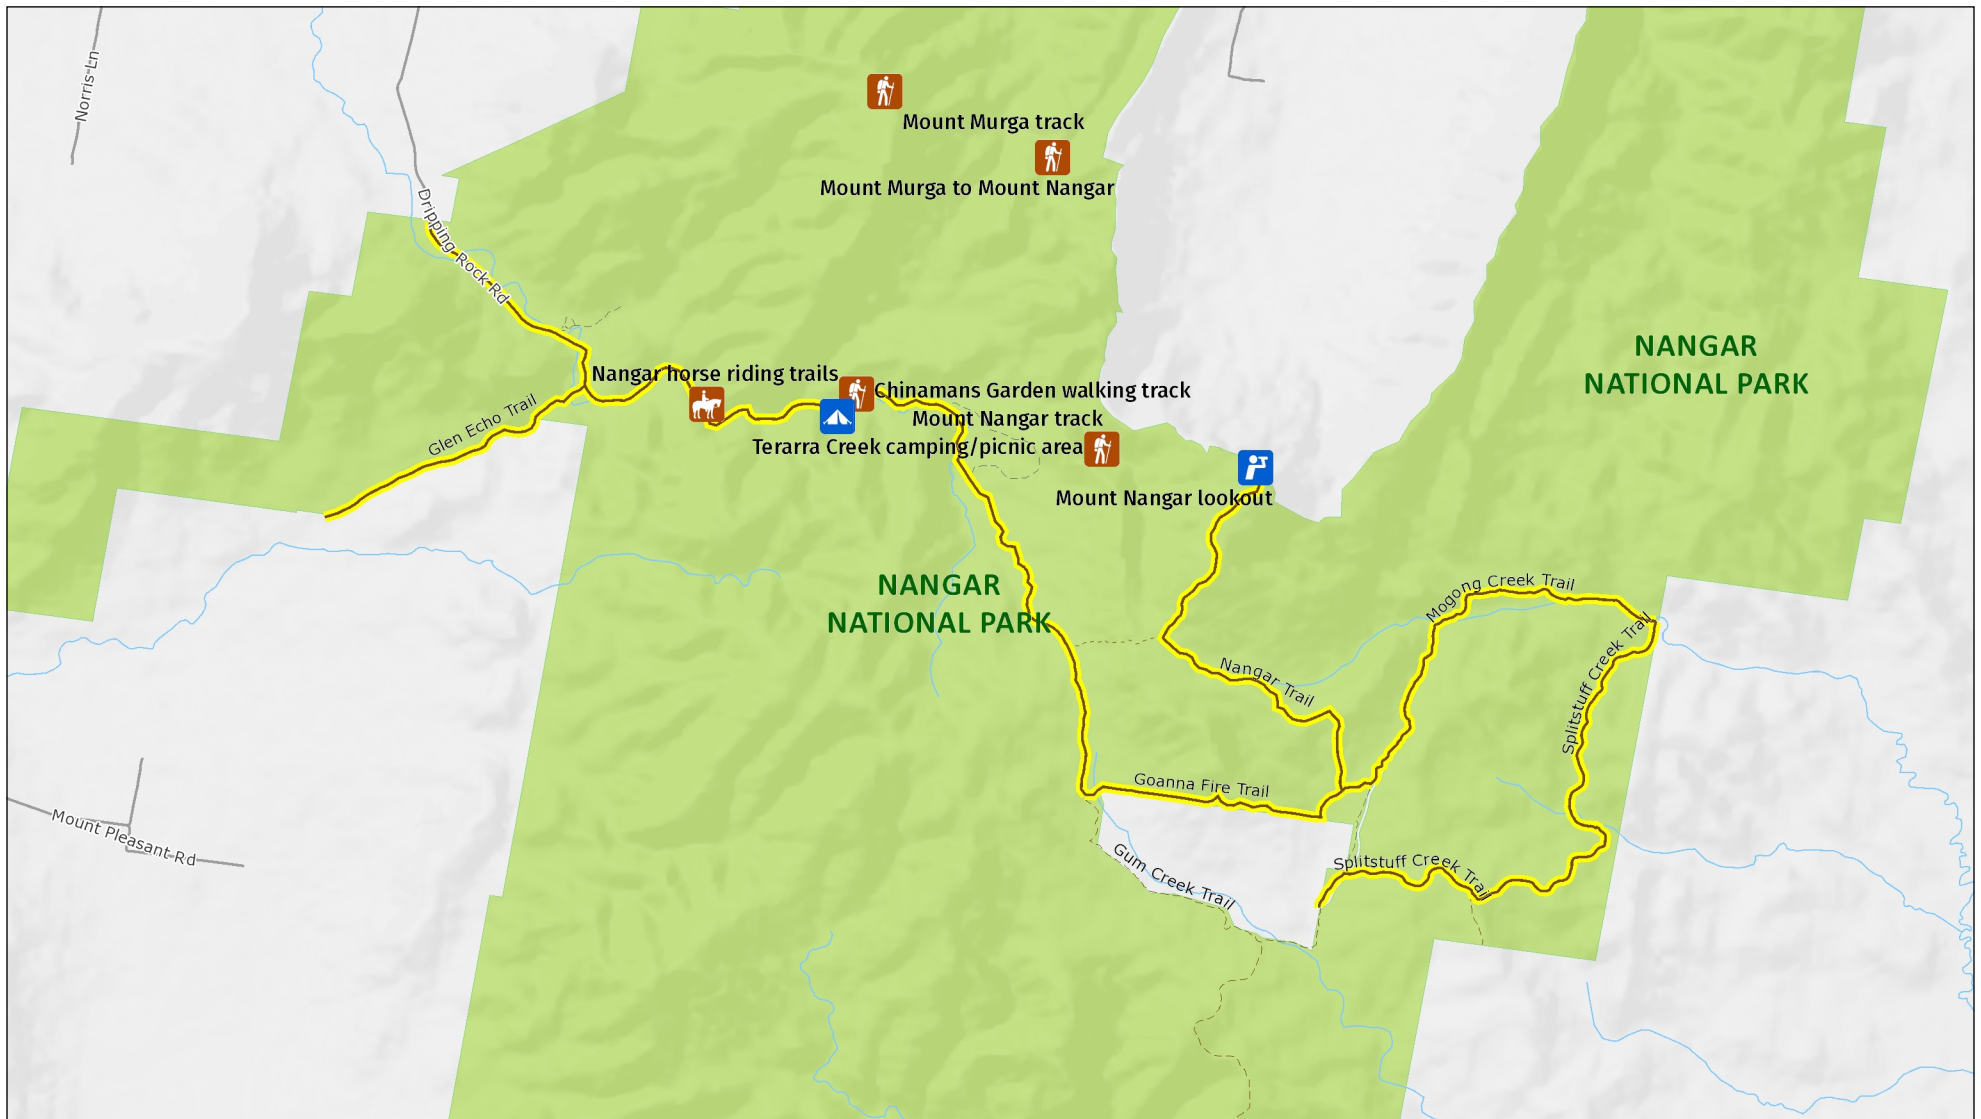 Norris Ln
Mount Murga track
Mount Murga to Mount Nangar
Dripping Rock Rd
NANGAR
NATIONAL PARK
Nangar horse riding trails
Chinamans Garden walking track
Mount Nangar track
Terarra Creek camping/picnic area
Glen Echo Trail
Mount Nangar lookout
NANGAR
NATIONAL PARK
Mogong Creek Trail
Splitstuff Creek Trail
Nangar Trail
Goanna Fire Trail
Mount Pleasant Rd
Gum Creek Trail
Splitstuff Creek Trail